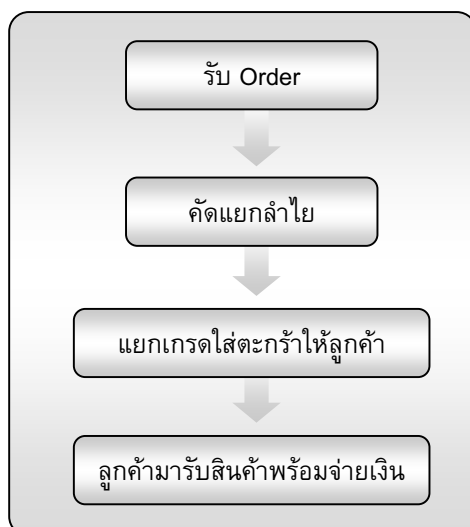 รับ Order
คัดแยกลำไย
แยกเกรดใส่ตะกร้าให้ลูกค้า
ลูกค้ามารับสินค้าพร้อมจ่ายเงิน